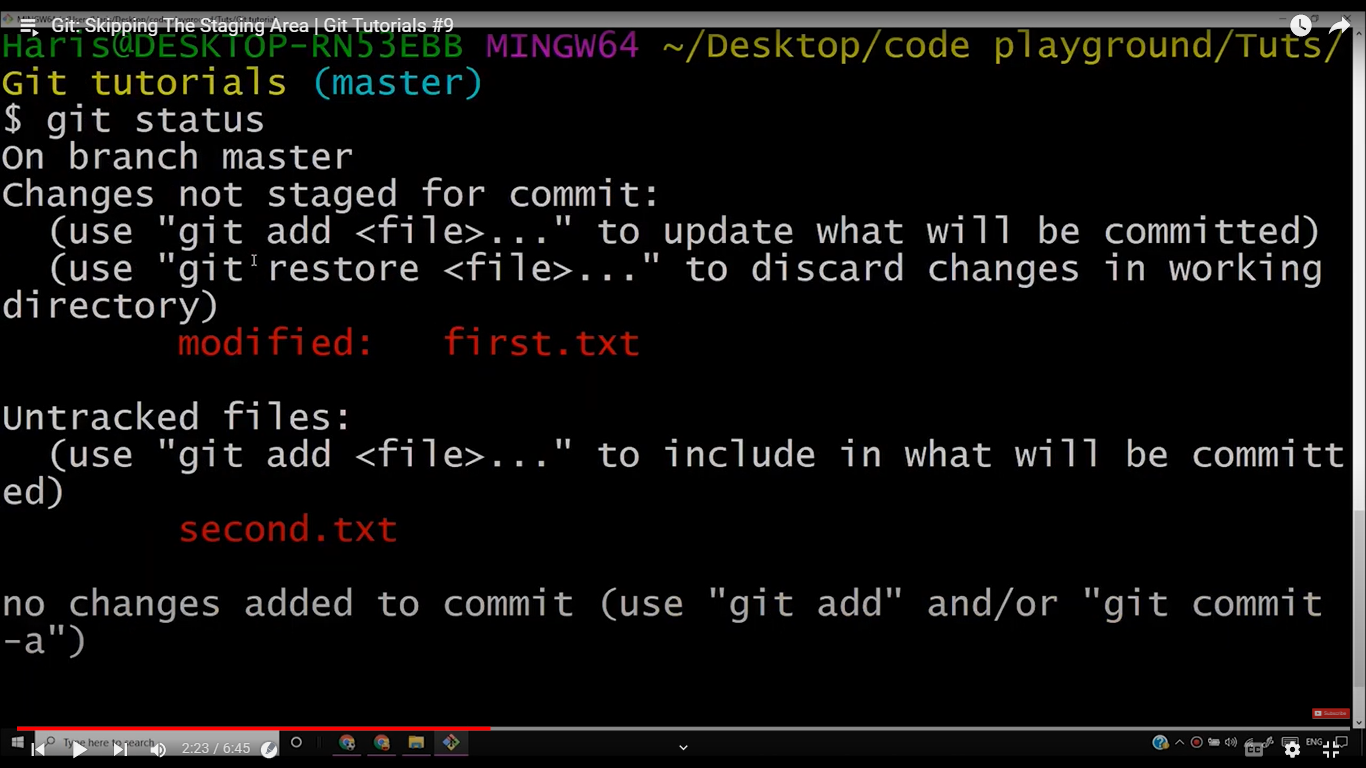 Git: Skipping The Staging Area | Git Tutorials #9
Haris@DESKTOP-RN53EBB MINGW64 ~/Desktop/code playground/Tuts/
Git tutorials (master)
$ git status
On branch master
Changes not staged for commit:
(use "git add <file>..." to update what will be committed)
(use "git restore <file>..." to discard changes in working
directory)
modified: first.txt
Untracked files:
(use "git add <file>..." to include in what will be committ
ed)
second.txt
no changes added to commit (use "git add" and/or "git commit
-a")
Subscribe
Type here to search
2:23 / 6:45
ENG
CC